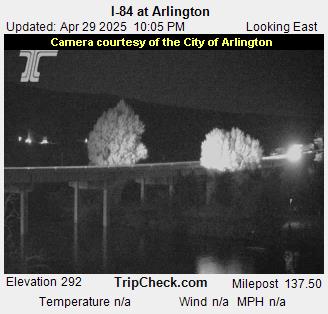 I-84 at Arlington
Updated: Apr 29 2025 10:05 PM Looking East
Camera courtesy of the City of Arlington
Elevation 292 TripCheck.com Milepost 137.50
Temperature n/a Wind n/a MPH n/a